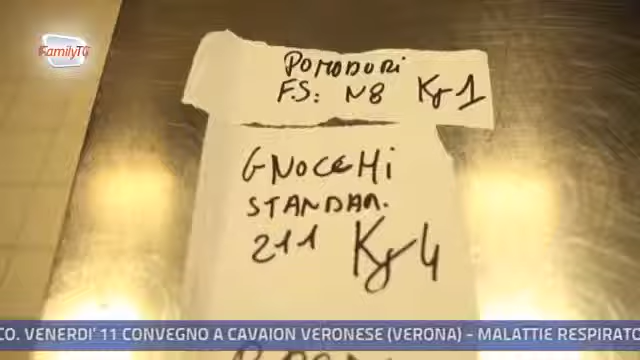 FamilyTG
POMODORI
F.S: N8 Kg 1
GNOCCHI
STANDAR.
211 Kg 4
CO. VENERDI' 11 CONVEGNO A CAVAION VERONESE (VERONA) - MALATTIE RESPIRATO